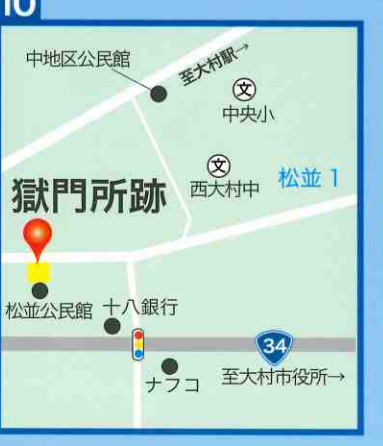 10
中地区公民館
至大村駅→
文
中央小
文
西大村中
松並1
獄門所跡
松並公民館
十八銀行
34
ナフコ
至大村市役所→